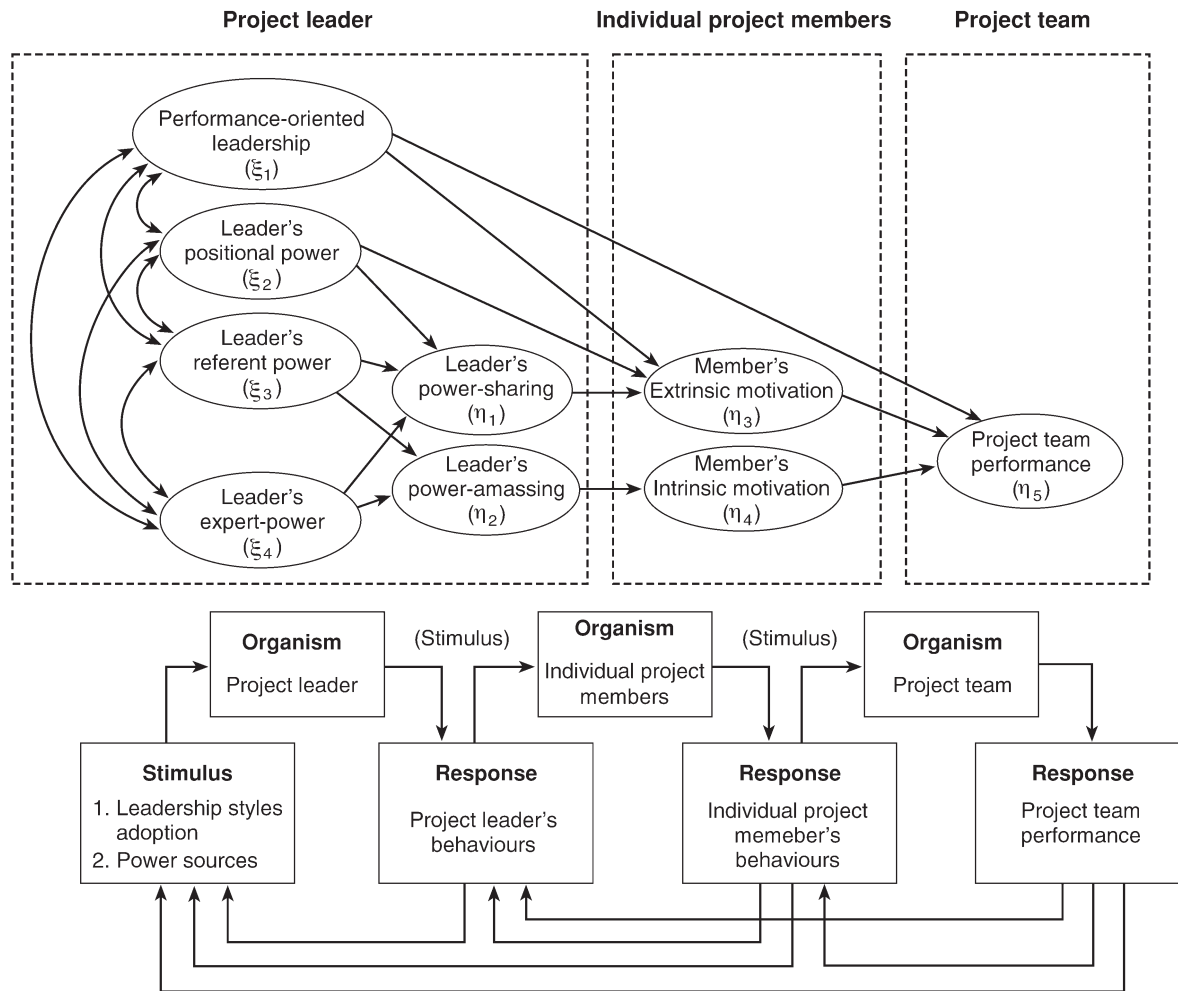 Project leader
Individual project members
Project team
Performance-oriented
leadership
(ξ1)
Leader’s
positional power
(ξ2)
Leader’s
referent power
(ξ3)
Leader’s
expert-power
(ξ4)
Leader’s
power-sharing
(η1)
Leader’s
power-amassing
(η2)
Member’s
Extrinsic motivation
(η3)
Member’s
Intrinsic motivation
(η4)
Project team
performance
(η5)
Organism
Project leader
(Stimulus)
Organism
Individual project
members
(Stimulus)
Organism
Project team
Stimulus
1. Leadership styles
adoption
2. Power sources
Response
Project leader’s
behaviours
Response
Individual project
memeber’s
behaviours
Response
Project team
performance